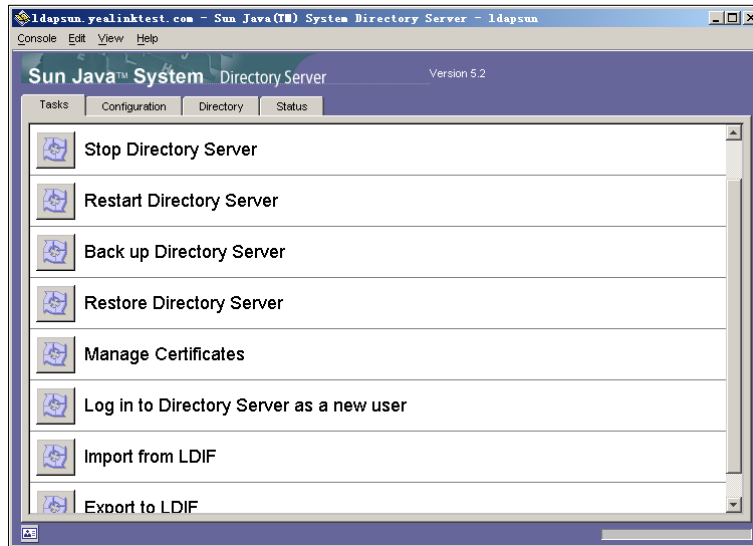 ldapsun.yealinktest.com - Sun Java(TM) System Directory Server - ldapsun
Console Edit View Help
Sun Java™ System Directory Server Version 5.2
Tasks Configuration Directory Status
Stop Directory Server
Restart Directory Server
Back up Directory Server
Restore Directory Server
Manage Certificates
Log in to Directory Server as a new user
Import from LDIF
Export to LDIF